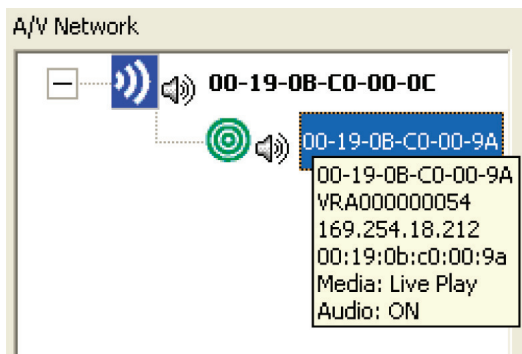 A/V Network
00-19-0B-C0-00-0C
00-19-0B-C0-00-9A
00-19-0B-C0-00-9A
VRA000000054
169.254.18.212
00:19:0b:c0:00:9a
Media: Live Play
Audio: ON